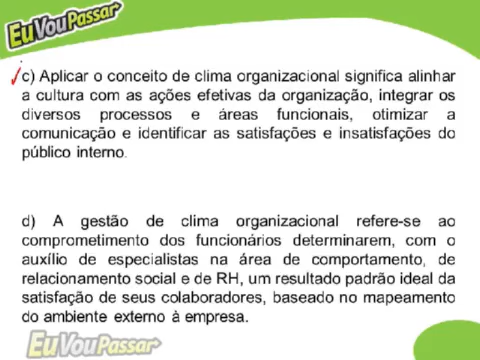 EuVouPassar
c) Aplicar o conceito de clima organizacional significa alinhar
a cultura com as ações efetivas da organização, integrar os
diversos processos e áreas funcionais, otimizar a
comunicação e identificar as satisfações e insatisfações do
público interno.
d) A gestão de clima organizacional refere-se ao
comprometimento dos funcionários determinarem, com o
auxílio de especialistas na área de comportamento, de
relacionamento social e de RH, um resultado padrão ideal da
satisfação de seus colaboradores, baseado no mapeamento
do ambiente externo à empresa.
EuVouPassar